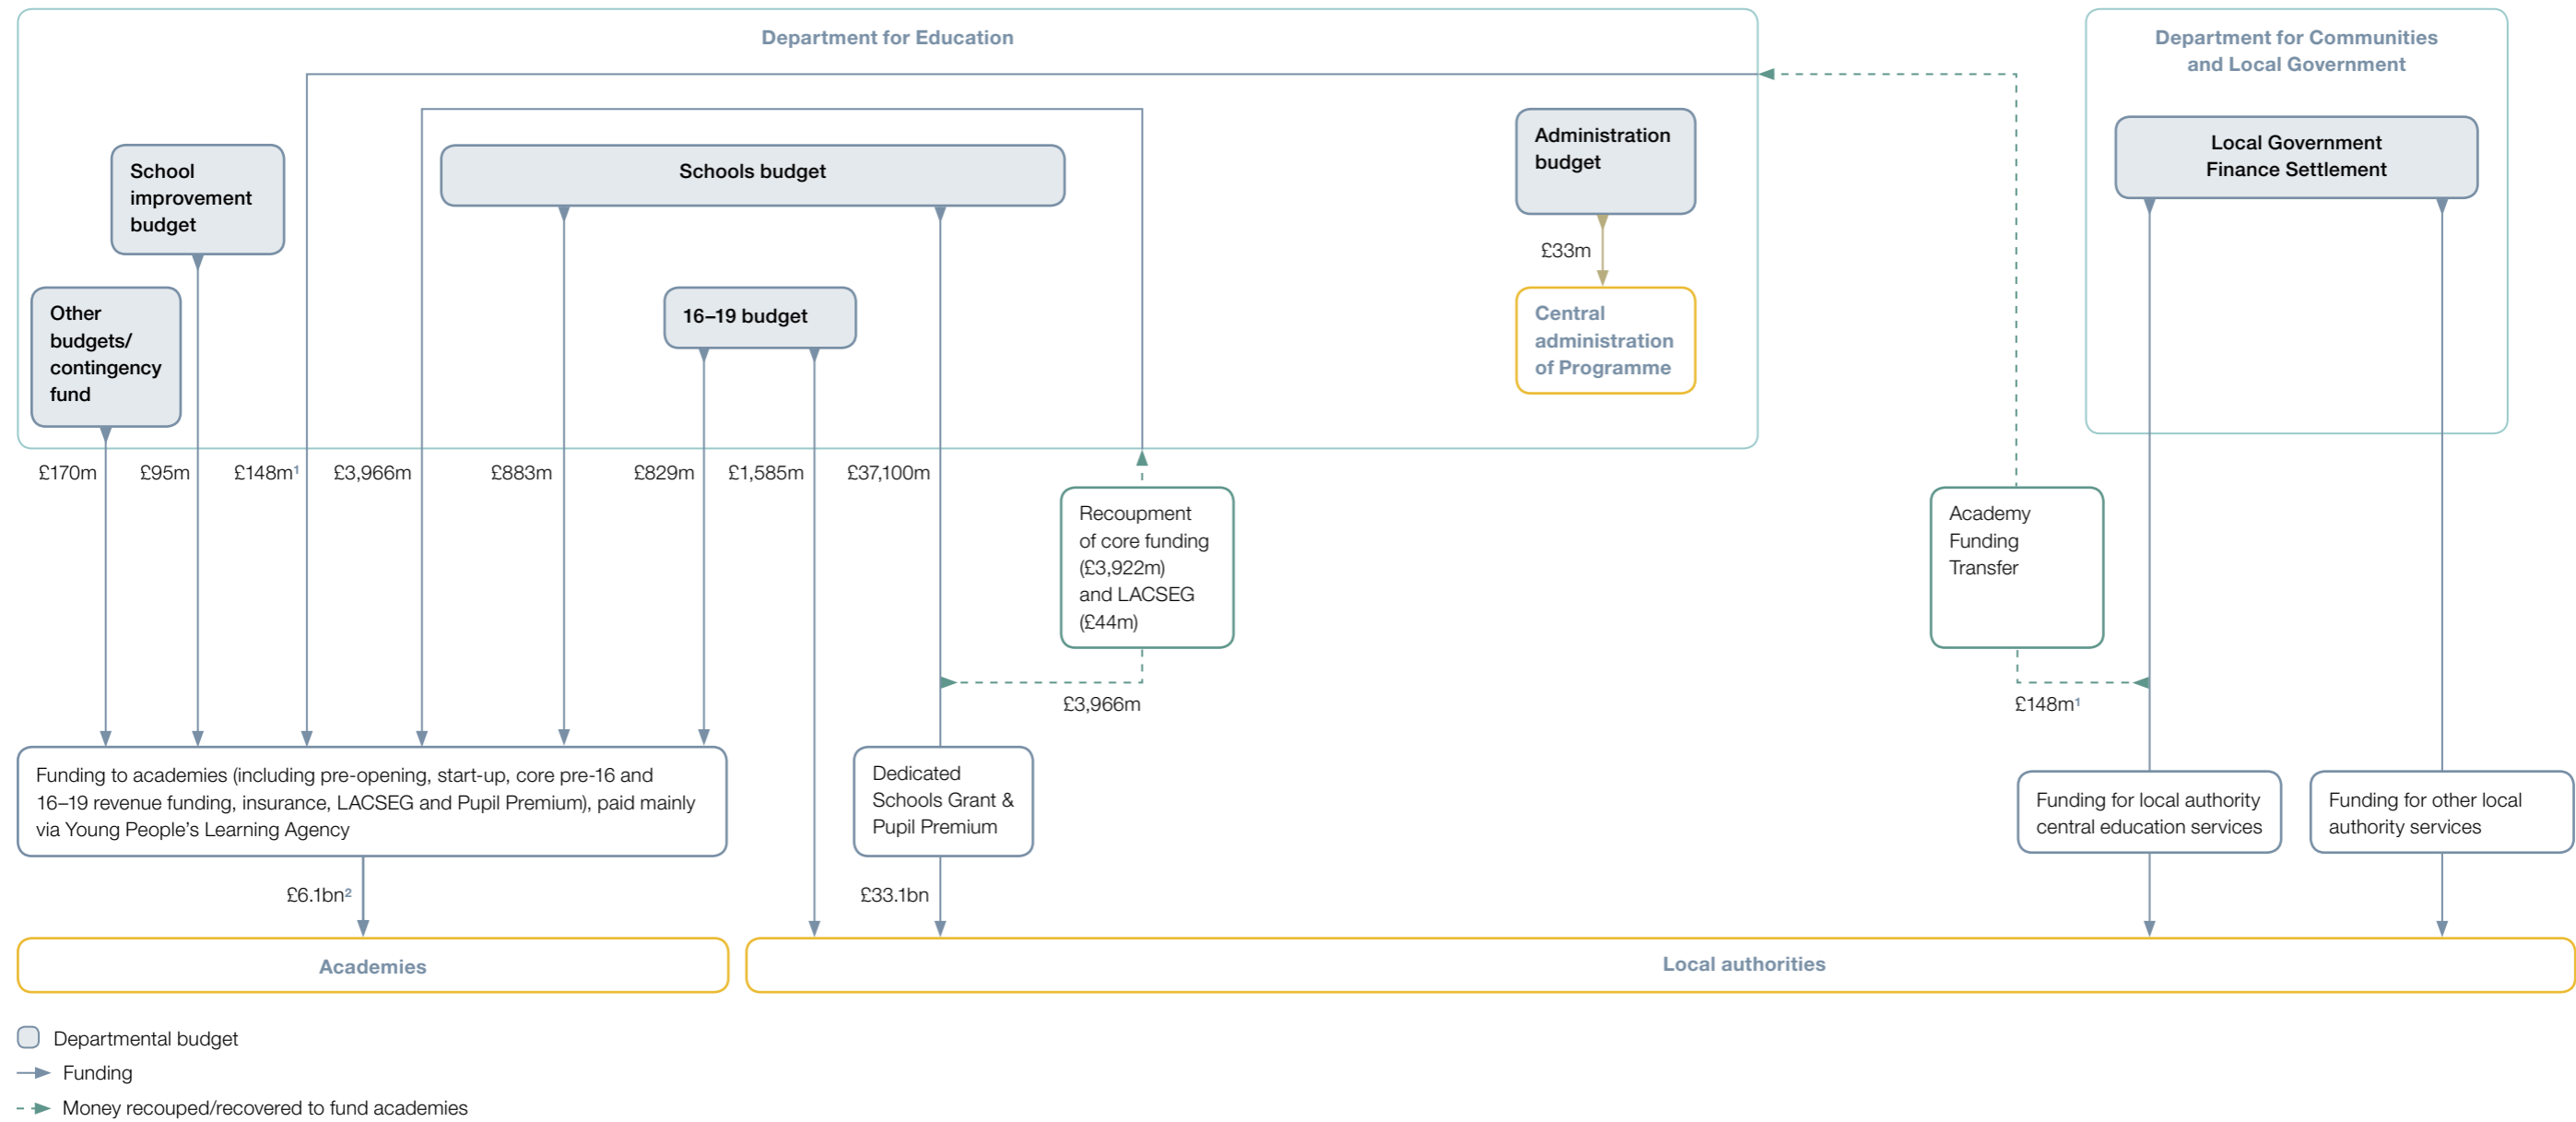 Department for Education
Department for Communities
and Local Government
School
improvement
budget
Schools budget
Administration
budget
Local Government
Finance Settlement
£33m
Other
budgets/
contingency
fund
16–19 budget
Central
administration
of Programme
£170m
£95m
£148m¹
£3,966m
£883m
£829m
£1,585m
£37,100m
Recoupment
of core funding
(£3,922m)
and LACSEG
(£44m)
Academy
Funding
Transfer
£3,966m
£148m¹
Funding to academies (including pre-opening, start-up, core pre-16 and
16–19 revenue funding, insurance, LACSEG and Pupil Premium), paid mainly
via Young People’s Learning Agency
Dedicated
Schools Grant &
Pupil Premium
Funding for local authority
central education services
Funding for other local
authority services
£6.1bn²
£33.1bn
Academies
Local authorities
Departmental budget
Funding
Money recouped/recovered to fund academies